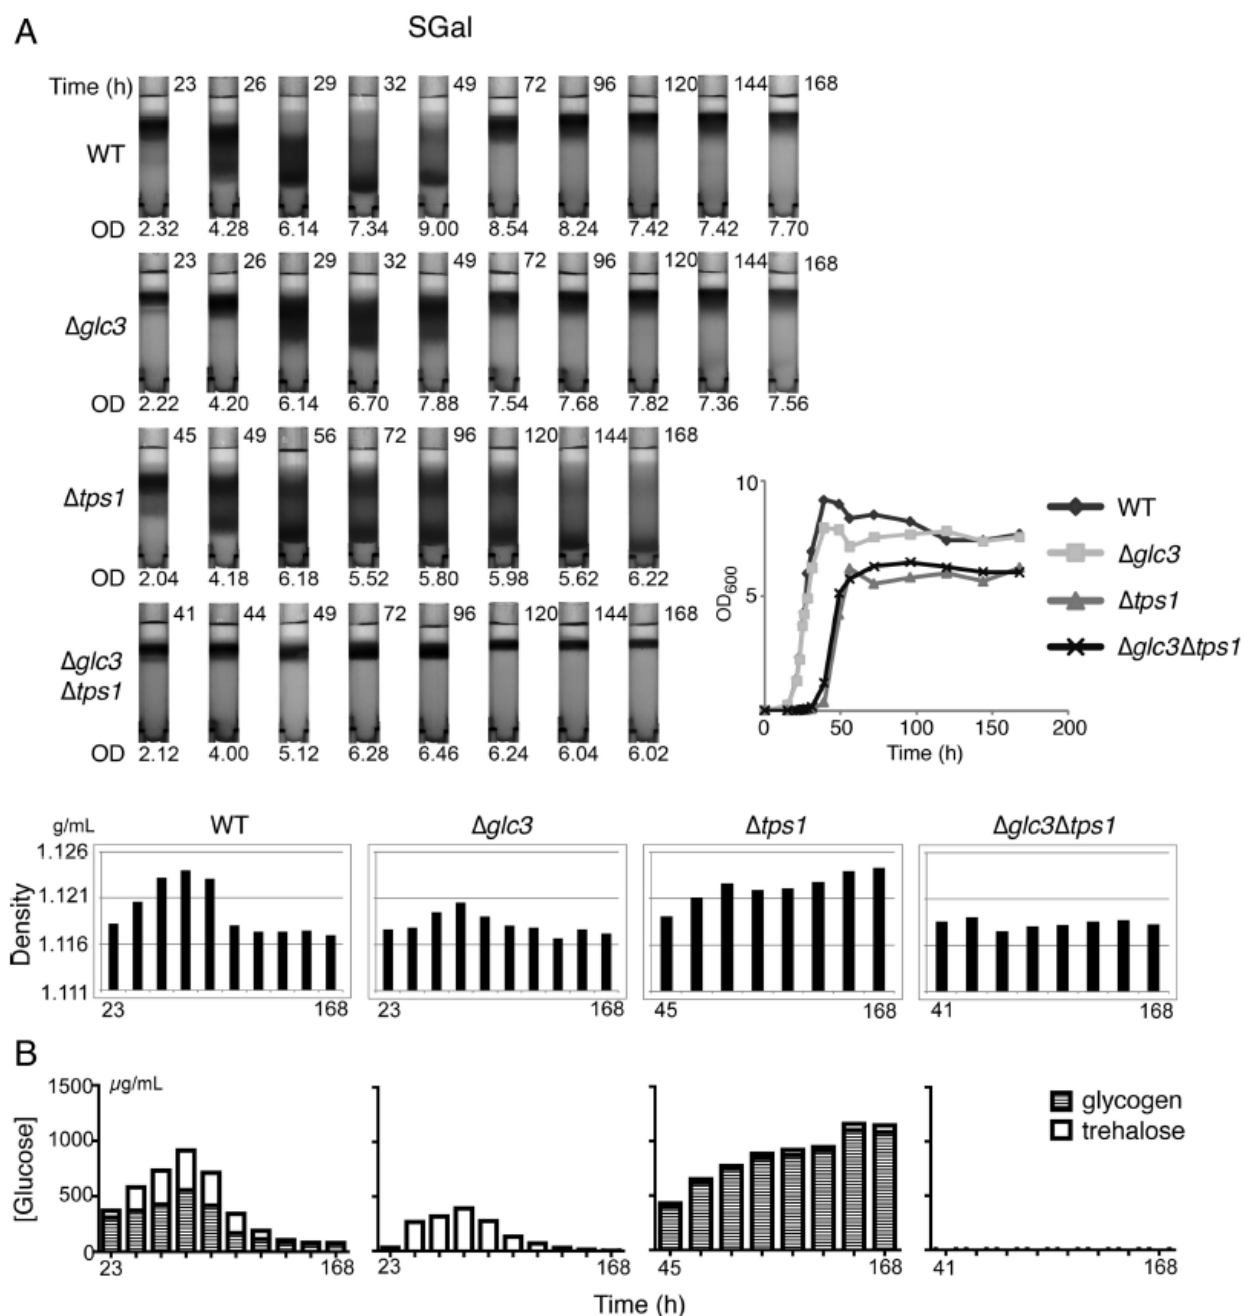 A
SGal
Time (h) 23 26 29 32 49 72 96 120 144 168
WT
OD 2.32 4.28 6.14 7.34 9.00 8.54 8.24 7.42 7.42 7.70
23 26 29 32 49 72 96 120 144 168
Δglc3
OD 2.22 4.20 6.14 6.70 7.88 7.54 7.68 7.82 7.36 7.56
45 49 56 72 96 120 144 168
Δtps1
OD 2.04 4.18 6.18 5.52 5.80 5.98 5.62 6.22
41 44 49 72 96 120 144 168
Δglc3
Δtps1
OD 2.12 4.00 5.12 6.28 6.46 6.24 6.04 6.02
10
5
OD600
0 50 100 150 200
Time (h)
WT
Δglc3
Δtps1
Δglc3Δtps1
g/mL WT Δglc3 Δtps1 Δglc3Δtps1
1.126
1.121
1.116
1.111
Density
23 168 23 168 45 168 41 168
B
1500 µg/mL
1000
500
0
[Glucose]
glycogen
trehalose
23 168 23 168 45 168 41 168
Time (h)